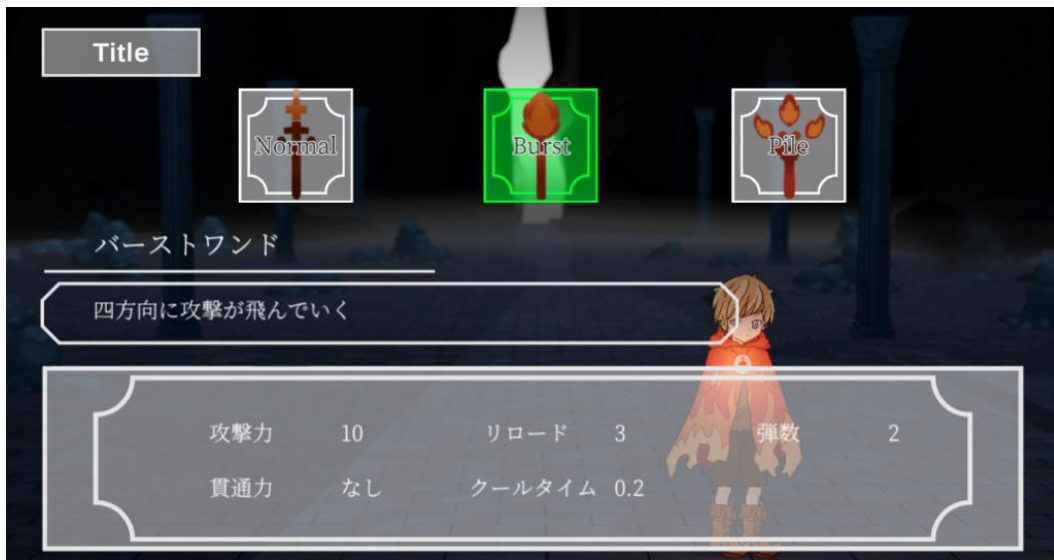 Title
Normal
Burst
Pile
バーストワンド
四方向に攻撃が飛んでいく
攻撃力 10 リロード 3 弾数 2
貫通力 なし クールタイム 0.2